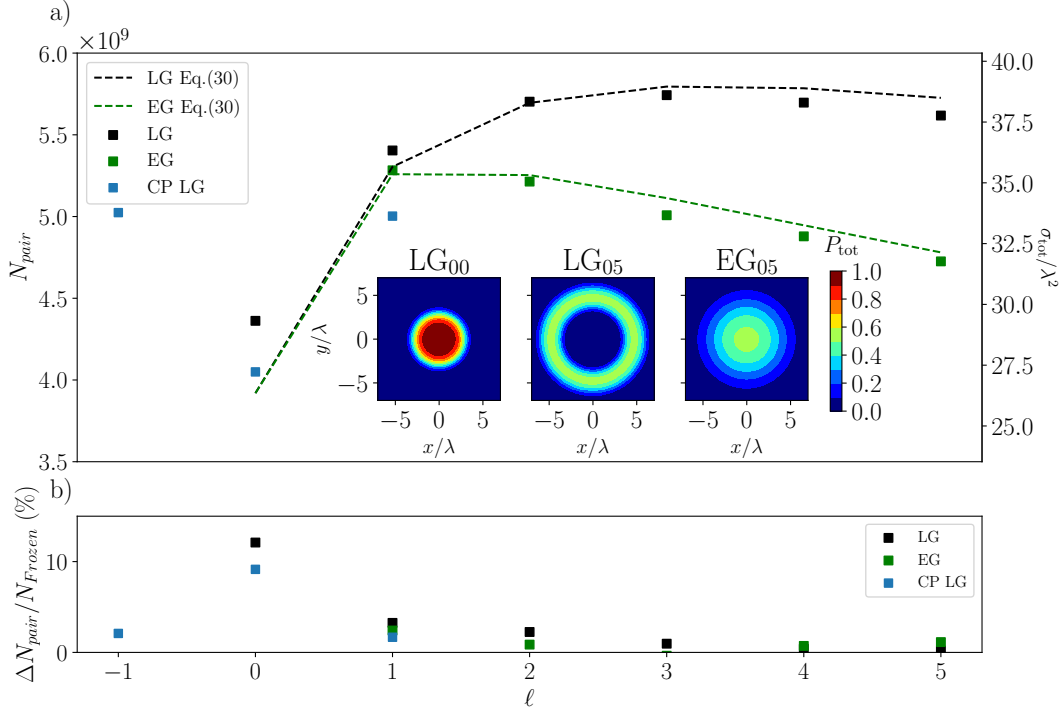 a)
×10⁹
6.0
5.5
5.0
4.5
4.0
3.5
N_pair
LG Eq.(30)
EG Eq.(30)
LG
EG
CP LG
40.0
37.5
35.0
32.5
30.0
27.5
25.0
σ_tot/λ²
LG₀₀
LG₀₅
EG₀₅
P_tot
5
0
−5
y/λ
−5 0 5
−5 0 5
−5 0 5
x/λ
x/λ
x/λ
1.0
0.8
0.6
0.4
0.2
0.0
b)
ΔN_pair/N_Frozen (%)
10
0
LG
EG
CP LG
−1 0 1 2 3 4 5
ℓ